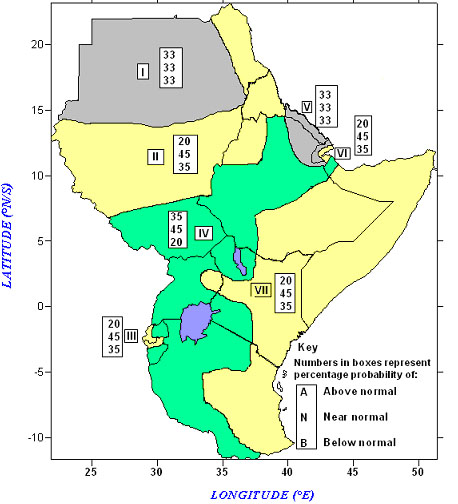 20
15
10
5
0
-5
-10
25
30
35
40
45
50
LATITUDE (°N/S)
LONGITUDE (°E)
I
33
33
33
II
20
45
35
V
33
33
33
VI
20
45
35
35
45
20
IV
VII
20
45
35
20
45
35
III
Key
Numbers in boxes represent
percentage probability of:
A Above normal
N Near normal
B Below normal